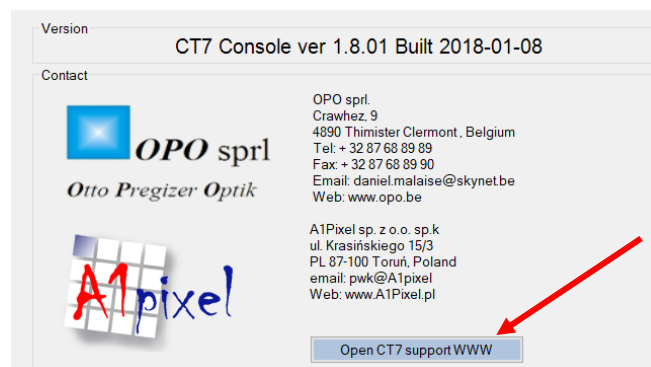 Version
CT7 Console ver 1.8.01 Built 2018-01-08
Contact
OPO sprl
Otto Pregizer Optik
OPO sprl.
Crawhez, 9
4890 Thimister Clermont, Belgium
Tel: + 32 87 68 89 89
Fax: + 32 87 68 89 90
Email: daniel.malaise@skynet.be
Web: www.opo.be
A1pixel
A1Pixel sp. z o.o. sp.k
ul. Krasińskiego 15/3
PL 87-100 Toruń, Poland
email: pwk@A1pixel
Web: www.A1Pixel.pl
Open CT7 support WWW